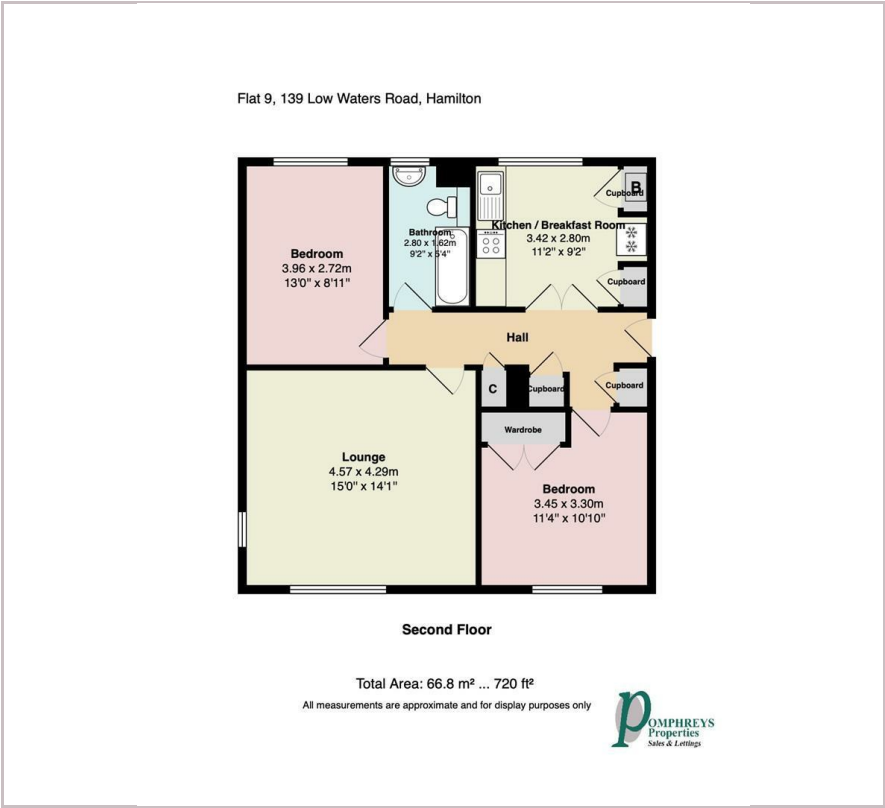 Flat 9, 139 Low Waters Road, Hamilton
B
Cupboard
Kitchen / Breakfast Room
3.42 x 2.80m
11'2" x 9'2"
Bathroom
2.80 x 1.62m
9'2" x 5'4"
Bedroom
3.96 x 2.72m
13'0" x 8'11"
Cupboard
Hall
C
Cupboard
Cupboard
Wardrobe
Lounge
4.57 x 4.29m
15'0" x 14'1"
Bedroom
3.45 x 3.30m
11'4" x 10'10"
Second Floor
Total Area: 66.8 m² ... 720 ft²
All measurements are approximate and for display purposes only
POMPHREYS
Properties
Sales & Lettings